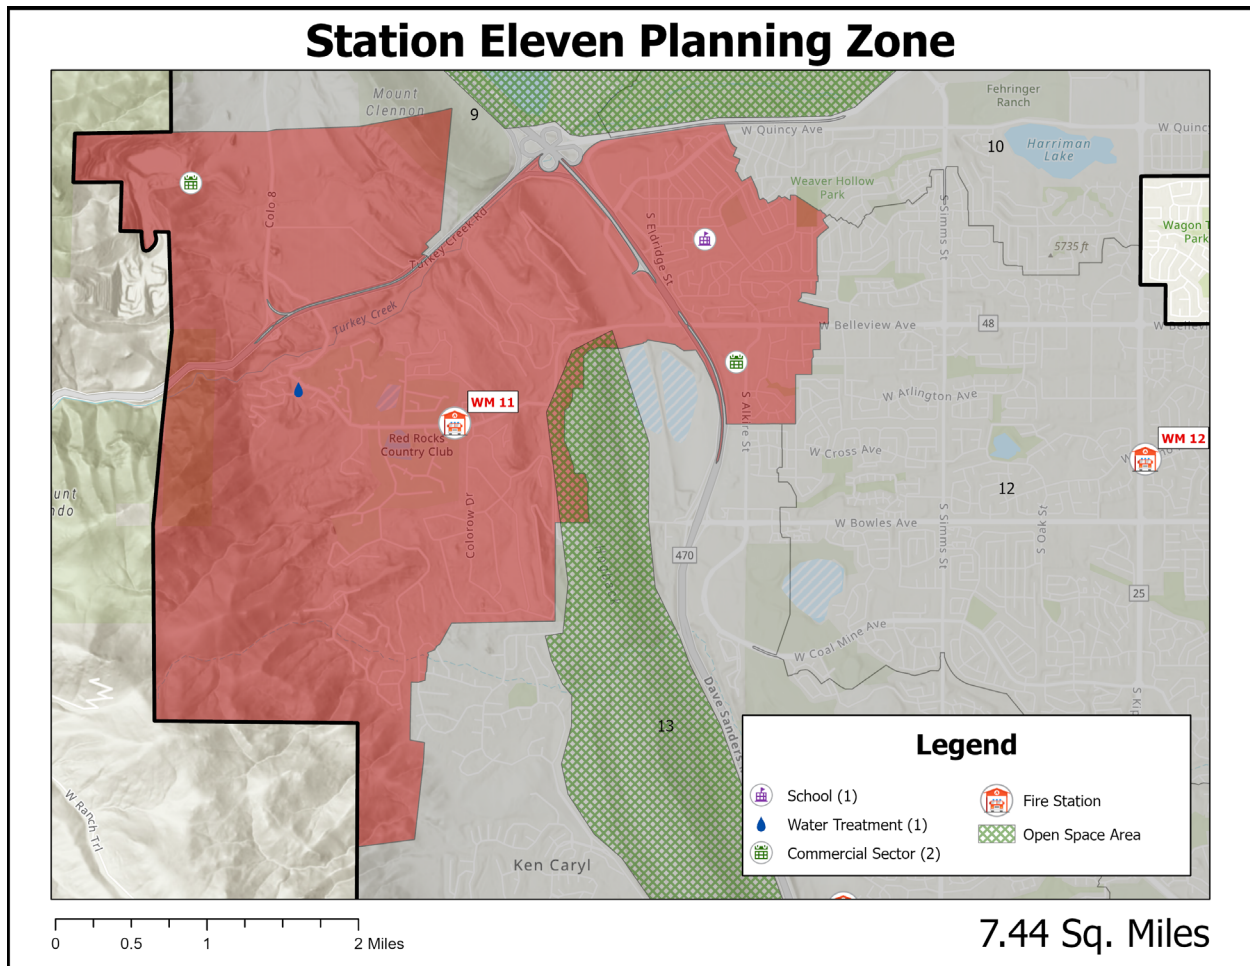 Station Eleven Planning Zone
Mount
Clennon
9
Fehringer
Ranch
W Quincy Ave
W Quinc
10
Harriman
Lake
Weaver Hollow
Park
Colo 8
S Eldridge St
S Simms St
Wagon T
Park
Turkey Creek Rd
5735 ft
Turkey Creek
W Belleview Ave
48
W Bellevi
WM 11
W Arlington Ave
S Alkire St
Red Rocks
Country Club
WM 12
W Cross Ave
unt
ndo
12
Colorow Dr
W Bowles Ave
S Simms St
S Oak St
470
25
W Coal Mine Ave
Dave Sanders
S Kip
13
W Ranch Trl
Ken Caryl
Legend
School (1)
Water Treatment (1)
Commercial Sector (2)
Fire Station
Open Space Area
0 0.5 1 2 Miles
7.44 Sq. Miles